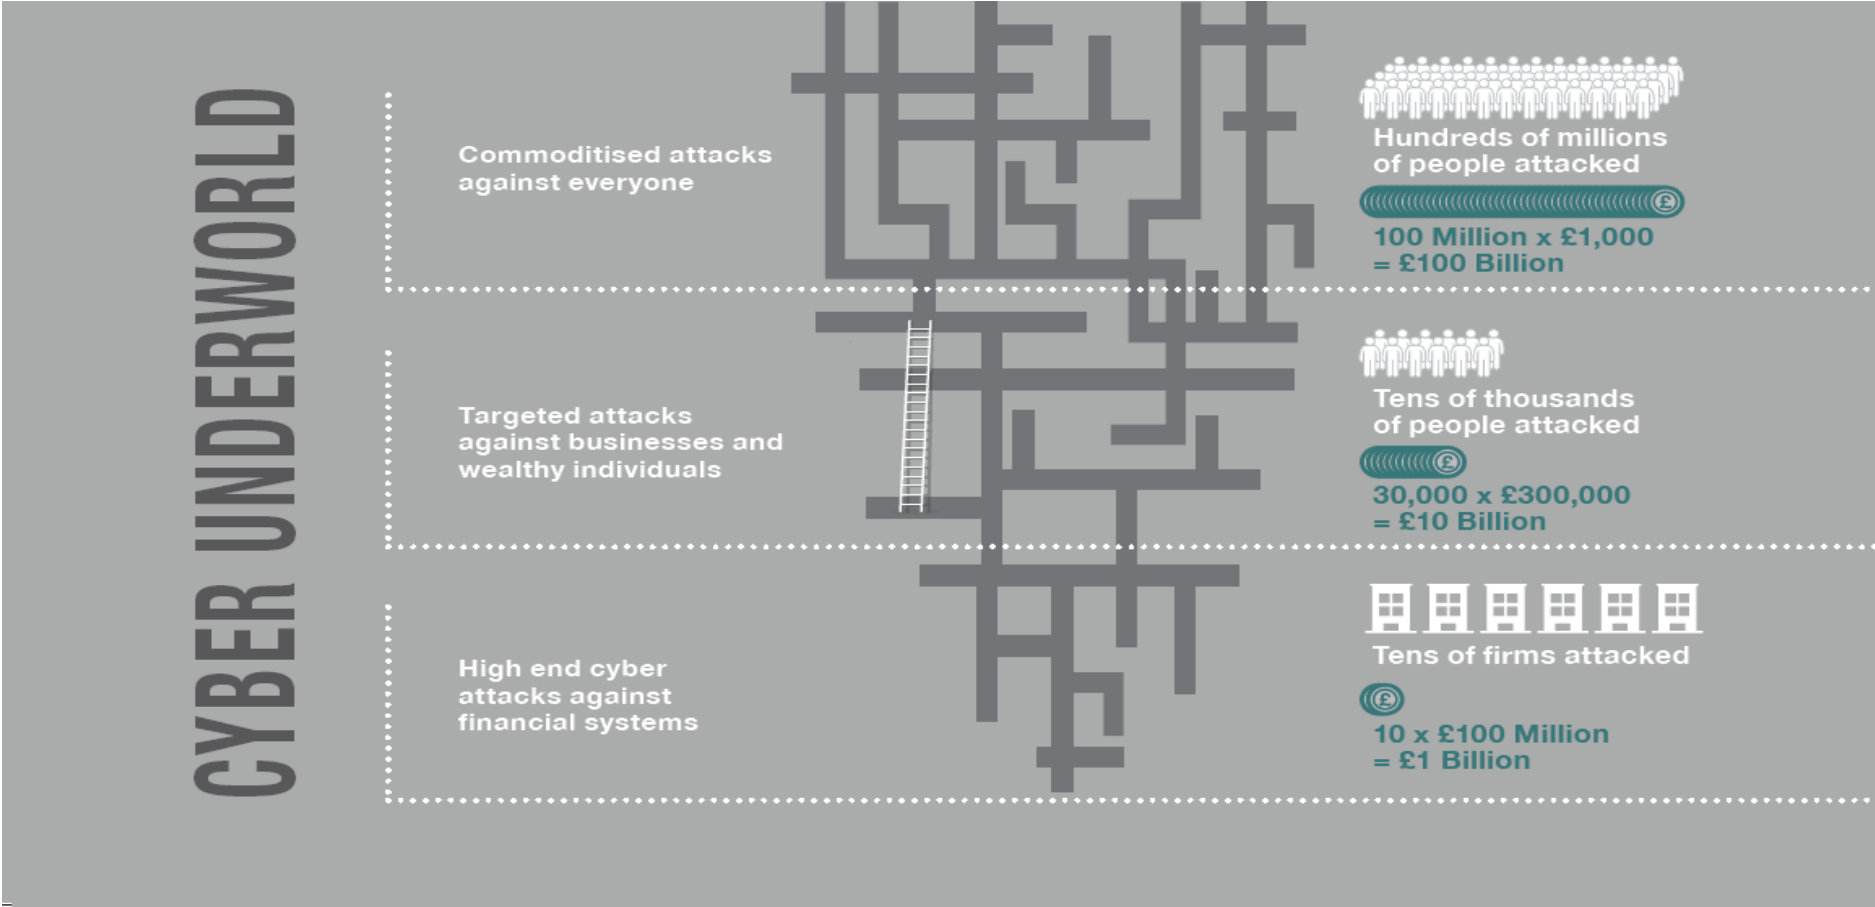 CYBER UNDERWORLD
Commoditised attacks
against everyone
Hundreds of millions
of people attacked
£
100 Million x £1,000
= £100 Billion
Targeted attacks
against businesses and
wealthy individuals
Tens of thousands
of people attacked
£
30,000 x £300,000
= £10 Billion
High end cyber
attacks against
financial systems
Tens of firms attacked
£
10 x £100 Million
= £1 Billion